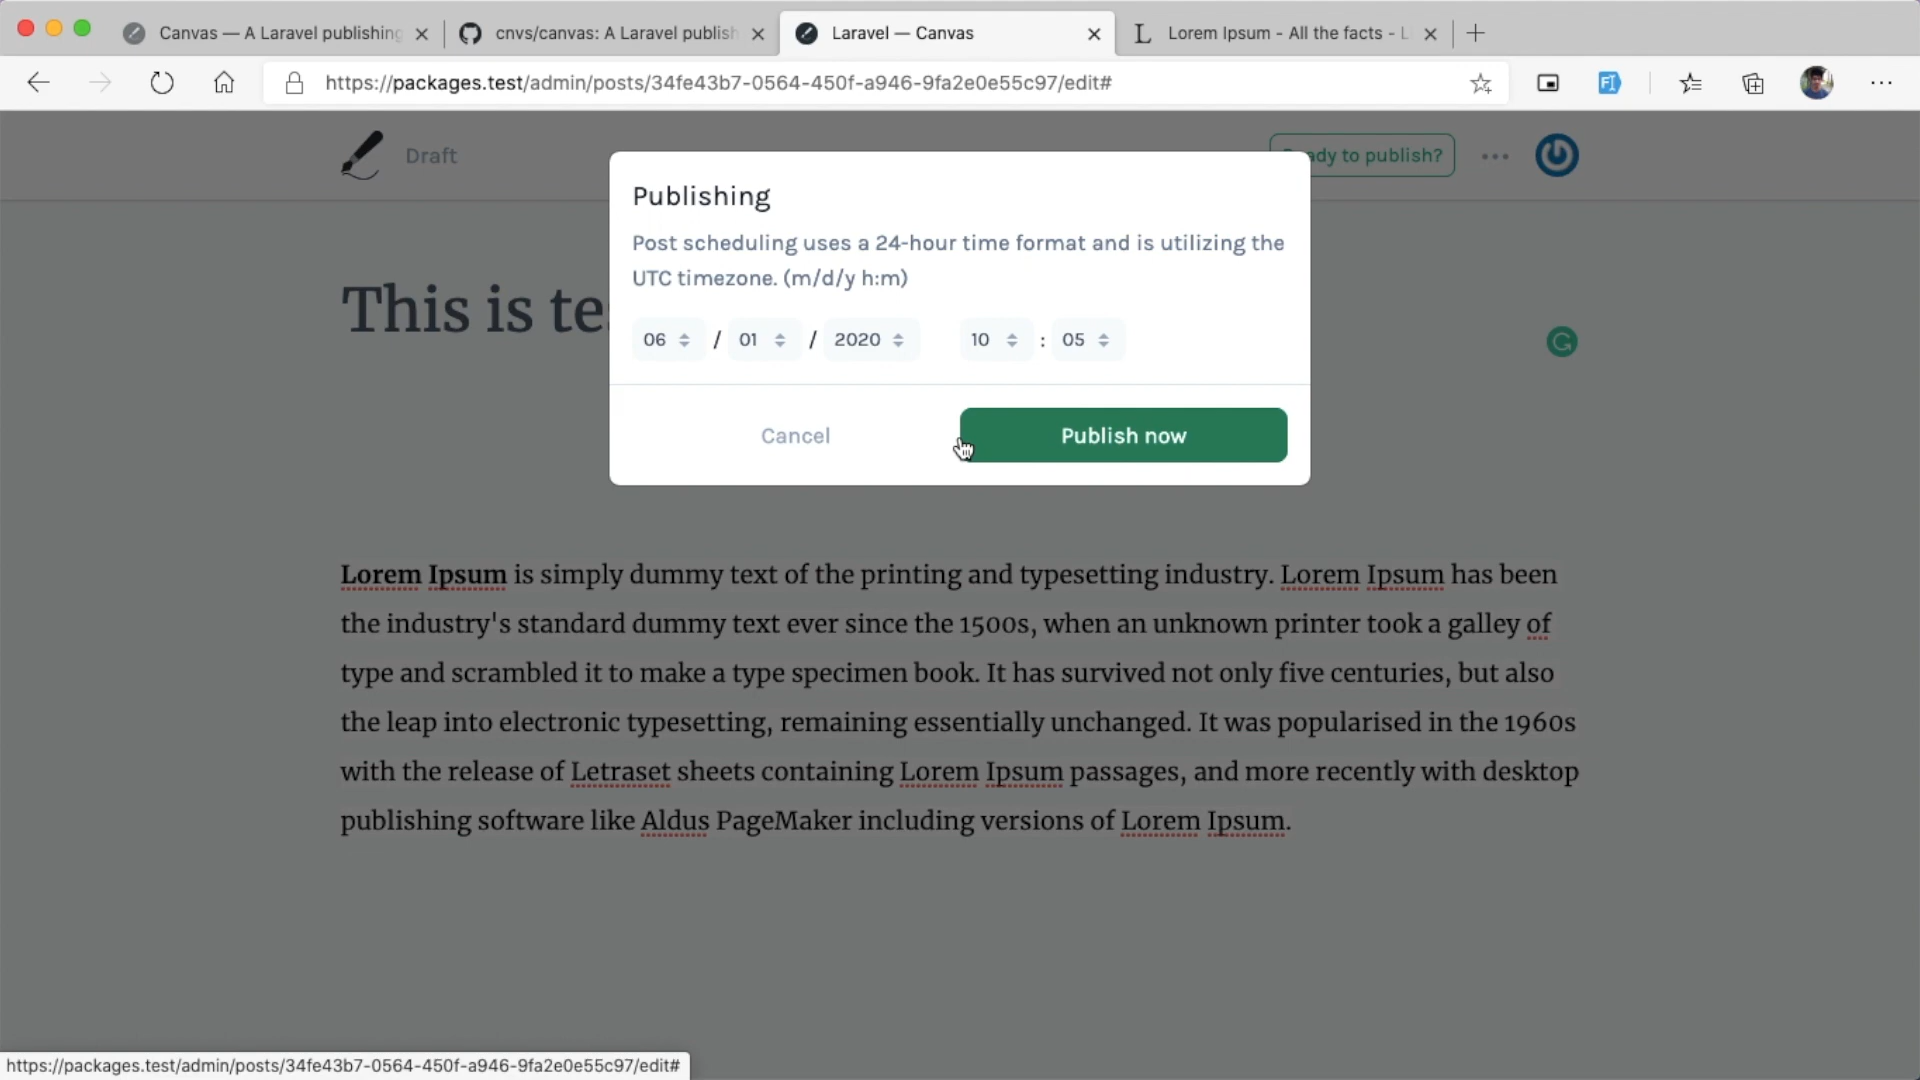 Canvas — A Laravel publishing
cnvs/canvas: A Laravel publish
Laravel — Canvas
Lorem Ipsum - All the facts - L
https://packages.test/admin/posts/34fe43b7-0564-450f-a946-9fa2e0e55c97/edit#
Draft
ady to publish?
Publishing
Post scheduling uses a 24-hour time format and is utilizing the
UTC timezone. (m/d/y h:m)
This is te
06 / 01 / 2020 10 : 05
Cancel
Publish now
Lorem Ipsum is simply dummy text of the printing and typesetting industry. Lorem Ipsum has been
the industry's standard dummy text ever since the 1500s, when an unknown printer took a galley of
type and scrambled it to make a type specimen book. It has survived not only five centuries, but also
the leap into electronic typesetting, remaining essentially unchanged. It was popularised in the 1960s
with the release of Letraset sheets containing Lorem Ipsum passages, and more recently with desktop
publishing software like Aldus PageMaker including versions of Lorem Ipsum.
https://packages.test/admin/posts/34fe43b7-0564-450f-a946-9fa2e0e55c97/edit#